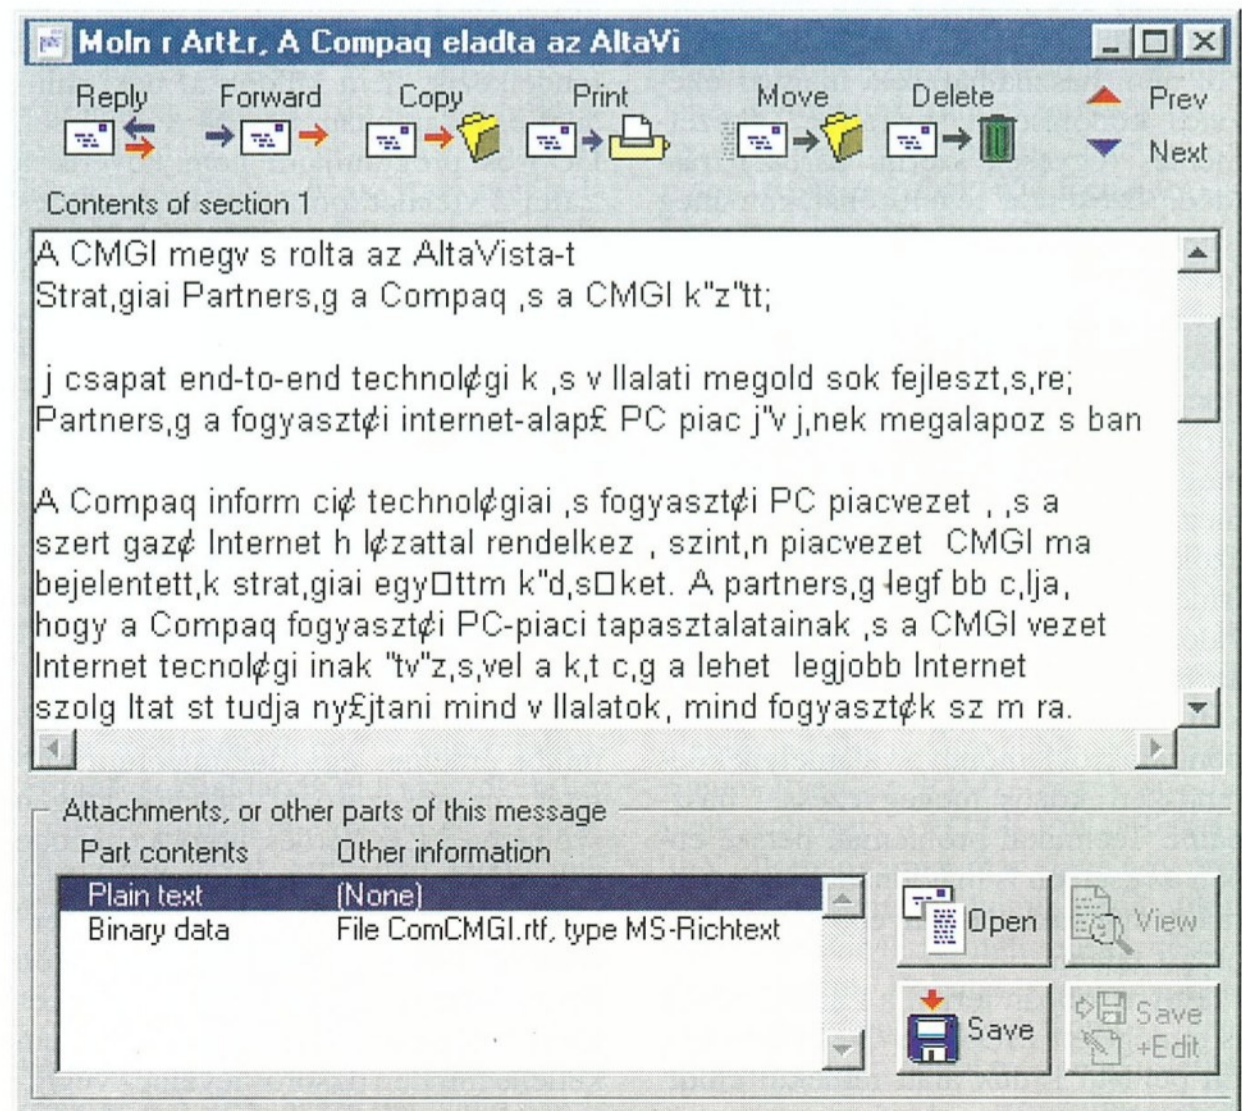 Moln r ArtŁr, A Compaq eladta az AltaVi
Reply Forward Copy Print Move Delete Prev
Next
Contents of section 1
A CMGI megv s rolta az AltaVista-t
Strat,giai Partners,g a Compaq ,s a CMGI k"z"tt;
j csapat end-to-end technol¢gi k ,s v llalati megold sok fejleszt,s,re;
Partners,g a fogyaszt¢i internet-alap£ PC piac j"v j,nek megalapoz s ban
A Compaq inform ci¢ technol¢giai ,s fogyaszt¢i PC piacvezet , ,s a
szert gaz¢ Internet h l¢zattal rendelkez , szint,n piacvezet CMGI ma
bejelentett,k strat,giai egy□ttm k"d,s□ket. A partners,g legf bb c,lja,
hogy a Compaq fogyaszt¢i PC-piaci tapasztalatainak ,s a CMGI vezet
Internet tecnol¢gi inak "tv"z,s,vel a k,t c,g a lehet legjobb Internet
szolg ltat st tudja ny£jtani mind v llalatok, mind fogyaszt¢k sz m ra.
Attachments, or other parts of this message
Part contents Other information
Plain text (None)
Binary data File ComCMGI.rtf, type MS-Richtext
Open View
Save Save
+Edit